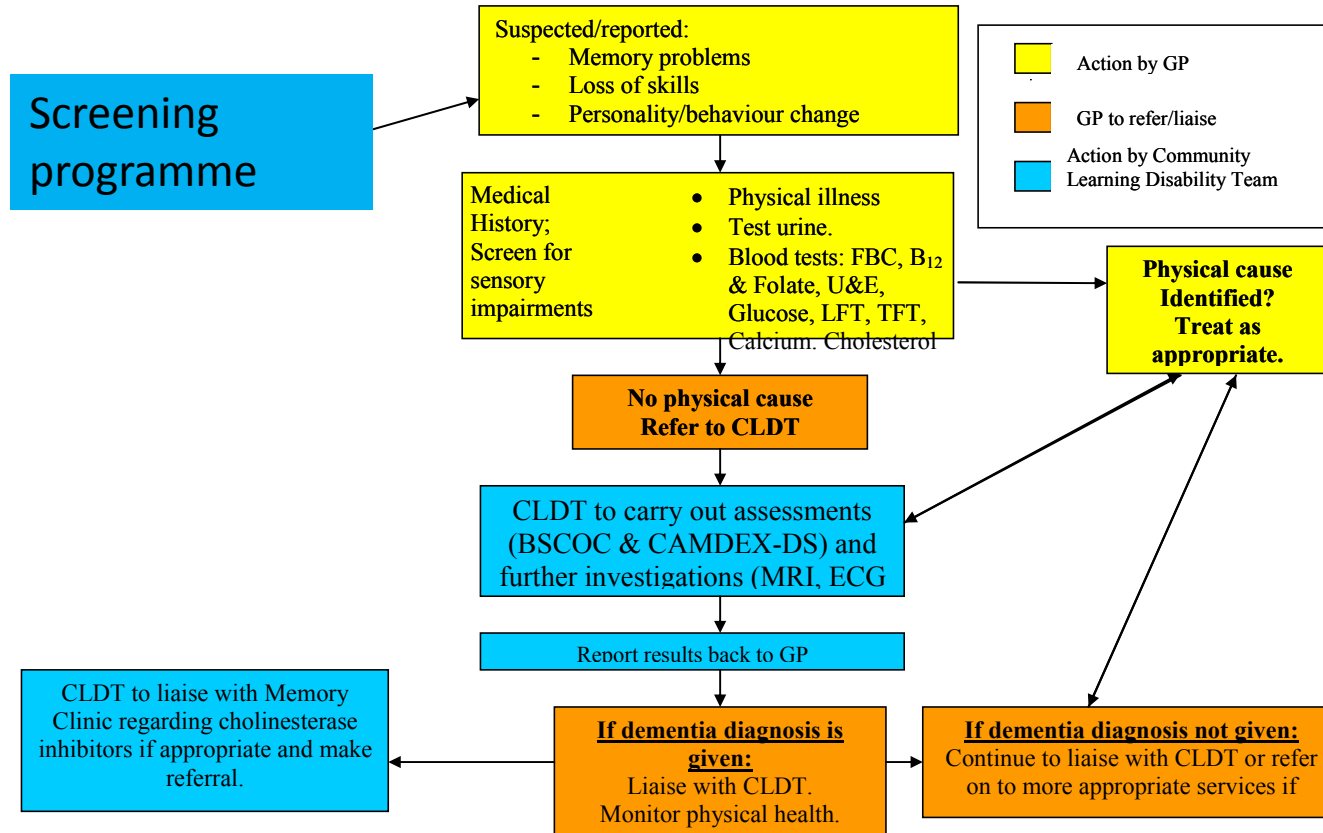 Screening
programme
Suspected/reported:
- Memory problems
- Loss of skills
- Personality/behaviour change
Action by GP
GP to refer/liaise
Action by Community
Learning Disability Team
Medical
History;
Screen for
sensory
impairments
• Physical illness
• Test urine.
• Blood tests: FBC, B₁₂
& Folate, U&E,
Glucose, LFT, TFT,
Calcium. Cholesterol
Physical cause
Identified?
Treat as
appropriate.
No physical cause
Refer to CLDT
CLDT to carry out assessments
(BSCOC & CAMDEX-DS) and
further investigations (MRI, ECG
Report results back to GP
CLDT to liaise with Memory
Clinic regarding cholinesterase
inhibitors if appropriate and make
referral.
If dementia diagnosis is
given:
Liaise with CLDT.
Monitor physical health.
If dementia diagnosis not given:
Continue to liaise with CLDT or refer
on to more appropriate services if